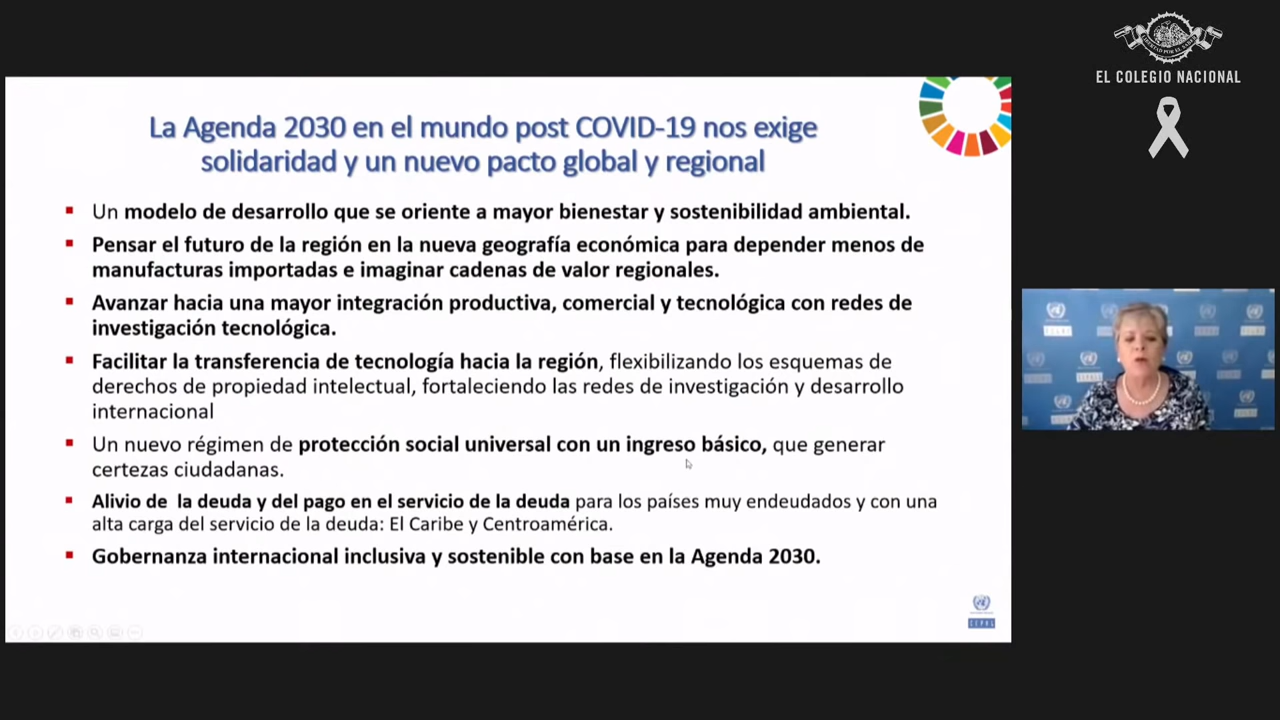 EL COLEGIO NACIONAL
La Agenda 2030 en el mundo post COVID-19 nos exige
solidaridad y un nuevo pacto global y regional
Un modelo de desarrollo que se oriente a mayor bienestar y sostenibilidad ambiental.
Pensar el futuro de la región en la nueva geografía económica para depender menos de
manufacturas importadas e imaginar cadenas de valor regionales.
Avanzar hacia una mayor integración productiva, comercial y tecnológica con redes de
investigación tecnológica.
Facilitar la transferencia de tecnología hacia la región, flexibilizando los esquemas de
derechos de propiedad intelectual, fortaleciendo las redes de investigación y desarrollo
internacional
Un nuevo régimen de protección social universal con un ingreso básico, que generar
certezas ciudadanas.
Alivio de la deuda y del pago en el servicio de la deuda para los países muy endeudados y con una
alta carga del servicio de la deuda: El Caribe y Centroamérica.
Gobernanza internacional inclusiva y sostenible con base en la Agenda 2030.
CEPAL